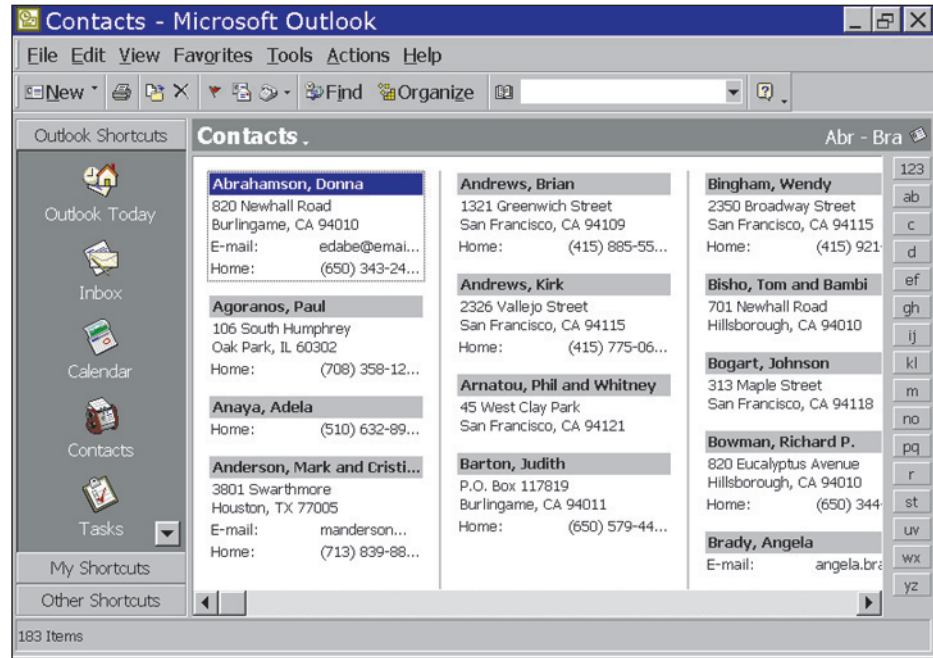 Contacts - Microsoft Outlook
File Edit View Favorites Tools Actions Help
New Find Organize
Outlook Shortcuts
Outlook Today
Inbox
Calendar
Contacts
Tasks
My Shortcuts
Other Shortcuts
Contacts .
Abr - Bra
Abrahamson, Donna
820 Newhall Road
Burlingame, CA 94010
E-mail: edabe@emai...
Home: (650) 343-24...
Agoranos, Paul
106 South Humphrey
Oak Park, IL 60302
Home: (708) 358-12...
Anaya, Adela
Home: (510) 632-89...
Anderson, Mark and Cristi...
3801 Swarthmore
Houston, TX 77005
E-mail: manderson...
Home: (713) 839-88...
Andrews, Brian
1321 Greenwich Street
San Francisco, CA 94109
Home: (415) 885-55...
Andrews, Kirk
2326 Vallejo Street
San Francisco, CA 94115
Home: (415) 775-06...
Arnatou, Phil and Whitney
45 West Clay Park
San Francisco, CA 94121
Barton, Judith
P.O. Box 117819
Burlingame, CA 94011
Home: (650) 579-44...
Bingham, Wendy
2350 Broadway Street
San Francisco, CA 94115
Home: (415) 921-
Bisho, Tom and Bambi
701 Newhall Road
Hillsborough, CA 94010
Bogart, Johnson
313 Maple Street
San Francisco, CA 94118
Bowman, Richard P.
820 Eucalyptus Avenue
Hillsborough, CA 94010
Home: (650) 344-
Brady, Angela
E-mail: angela.bra
123
ab
c
d
ef
gh
ij
kl
m
no
pq
r
st
uv
wx
yz
183 Items